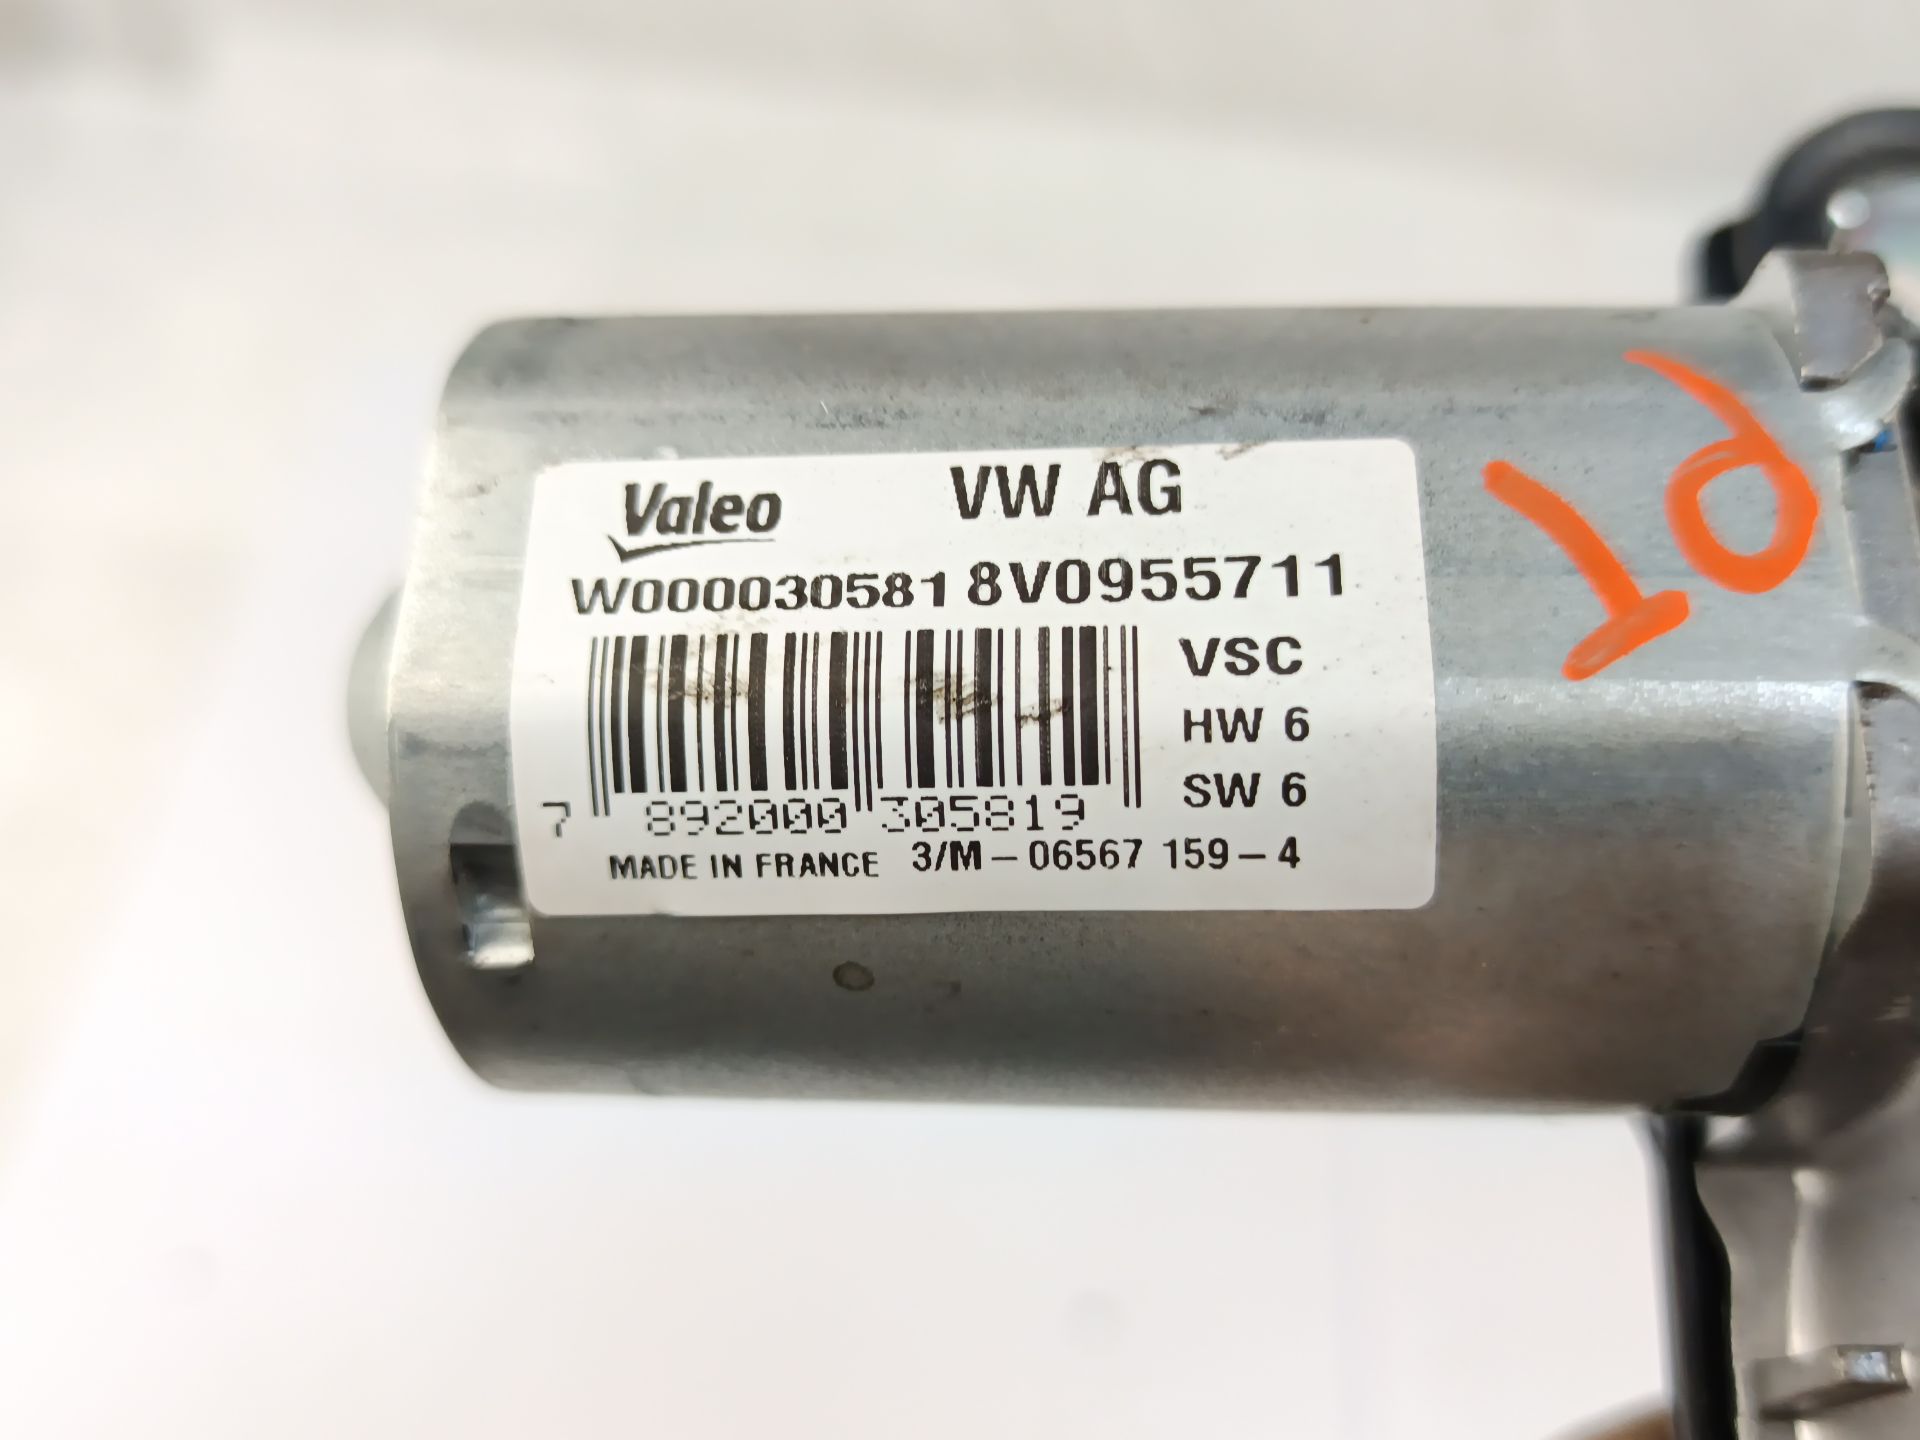 Valeo VW AG
W000030581 8V0955711
VSC
HW 6
SW 6
7 892000 305819
MADE IN FRANCE 3/M-06567 159-4